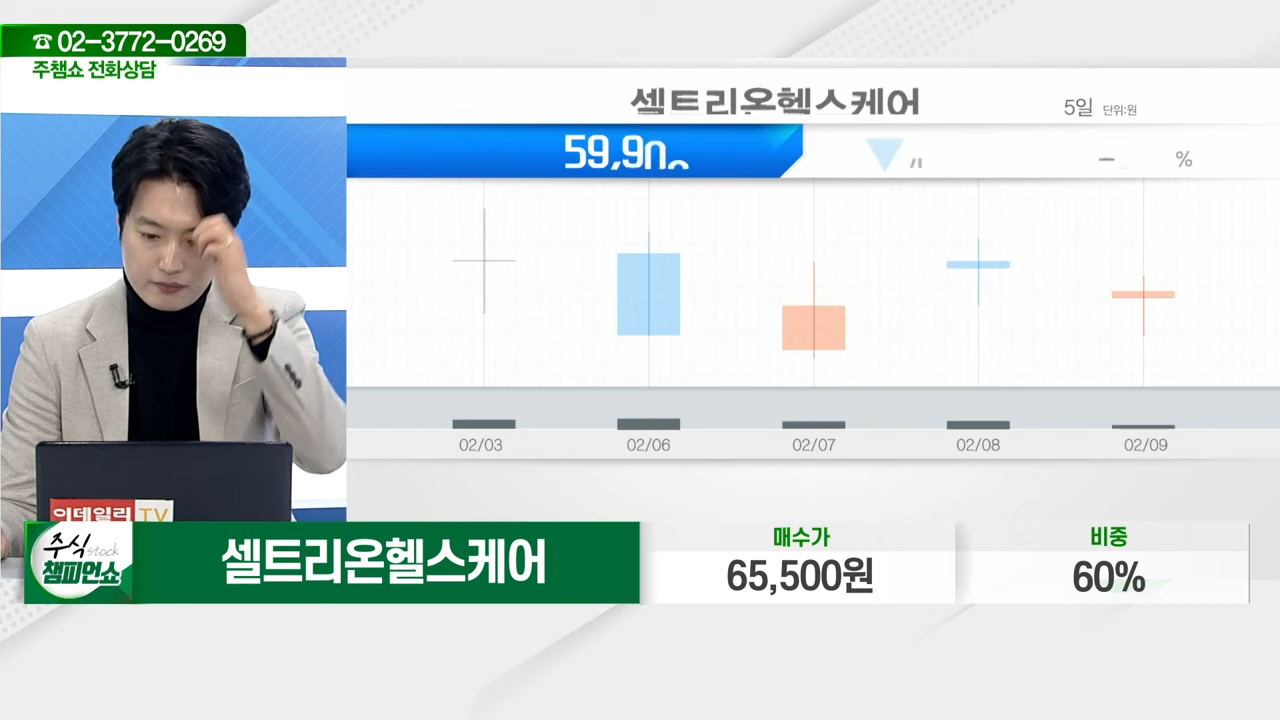 ☎ 02-3772-0269
주챔쇼 전화상담
셀트리온헬스케어
5일 단위:원
%
02/03 02/06 02/07 02/08 02/09
이데일리 TV
주식 stock
챔피언쇼
셀트리온헬스케어
매수가
65,500원
비중
60%